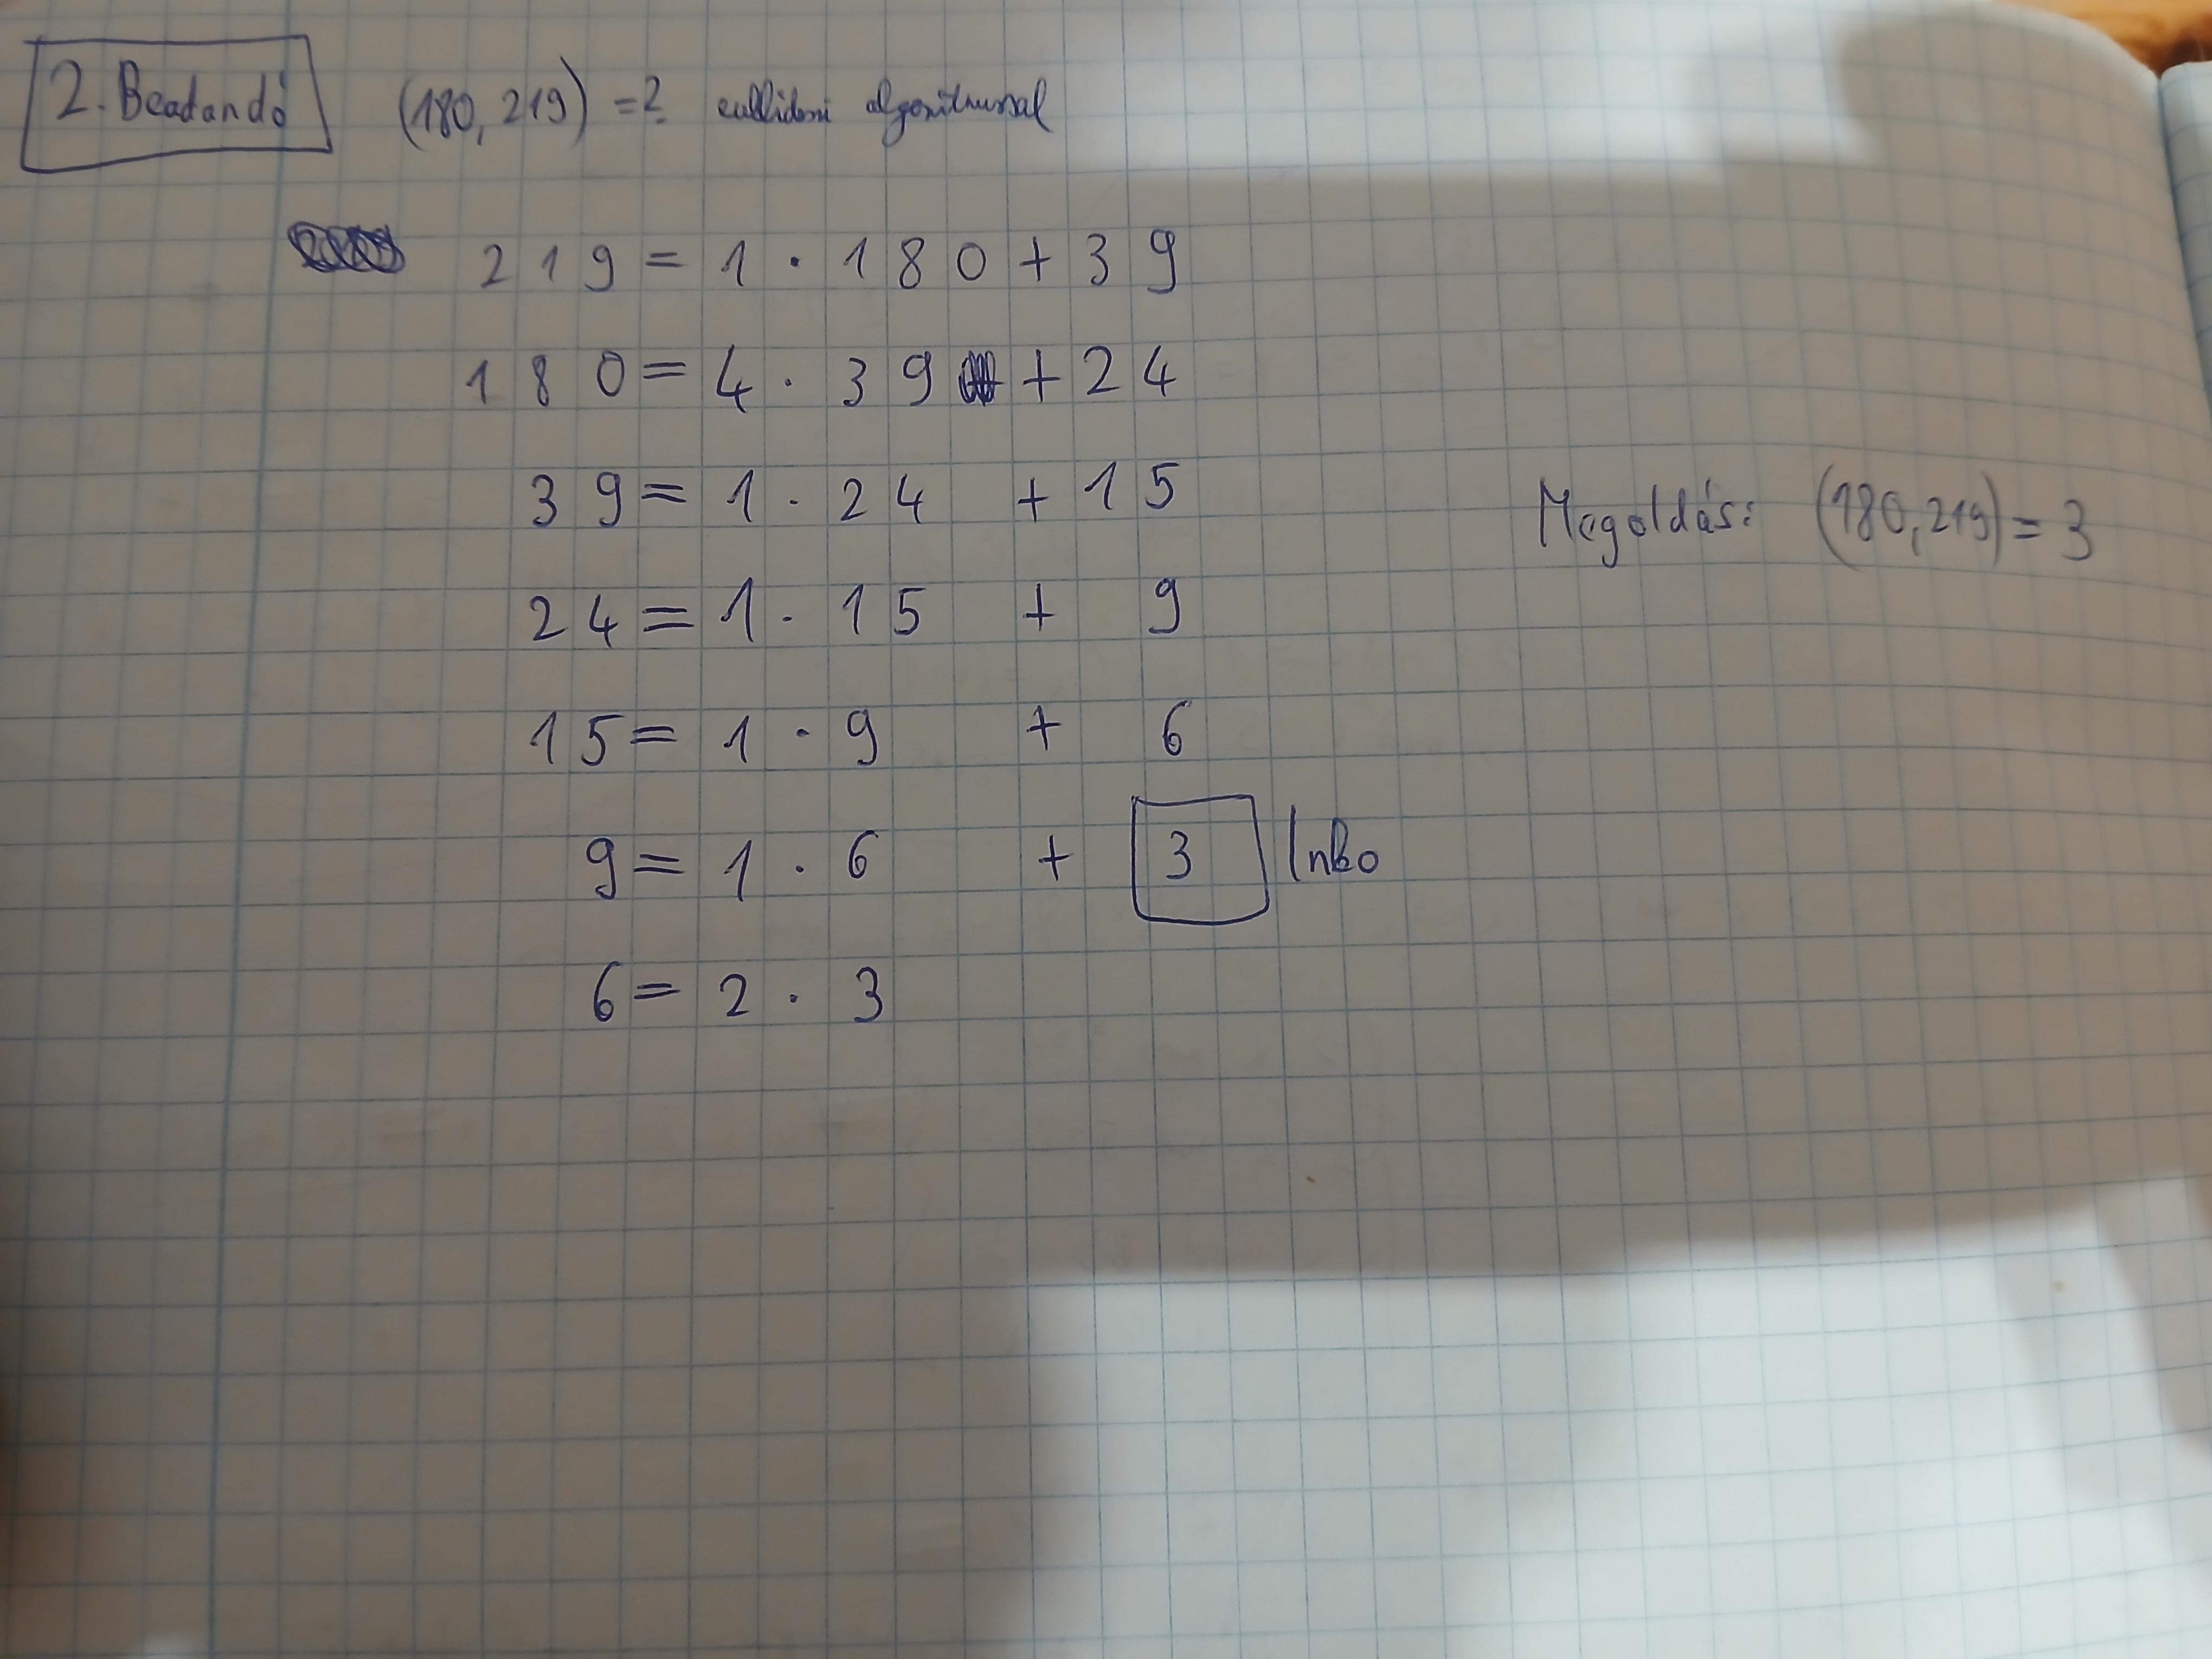 2. Beadandó (180, 219) = ? euklideszi algoritmussal
219 = 1 · 180 + 39
180 = 4 · 39 + 24
39 = 1 · 24 + 15
Megoldás: (180, 219) = 3
24 = 1 · 15 + 9
15 = 1 · 9 + 6
9 = 1 · 6 + 3 lnko
6 = 2 · 3